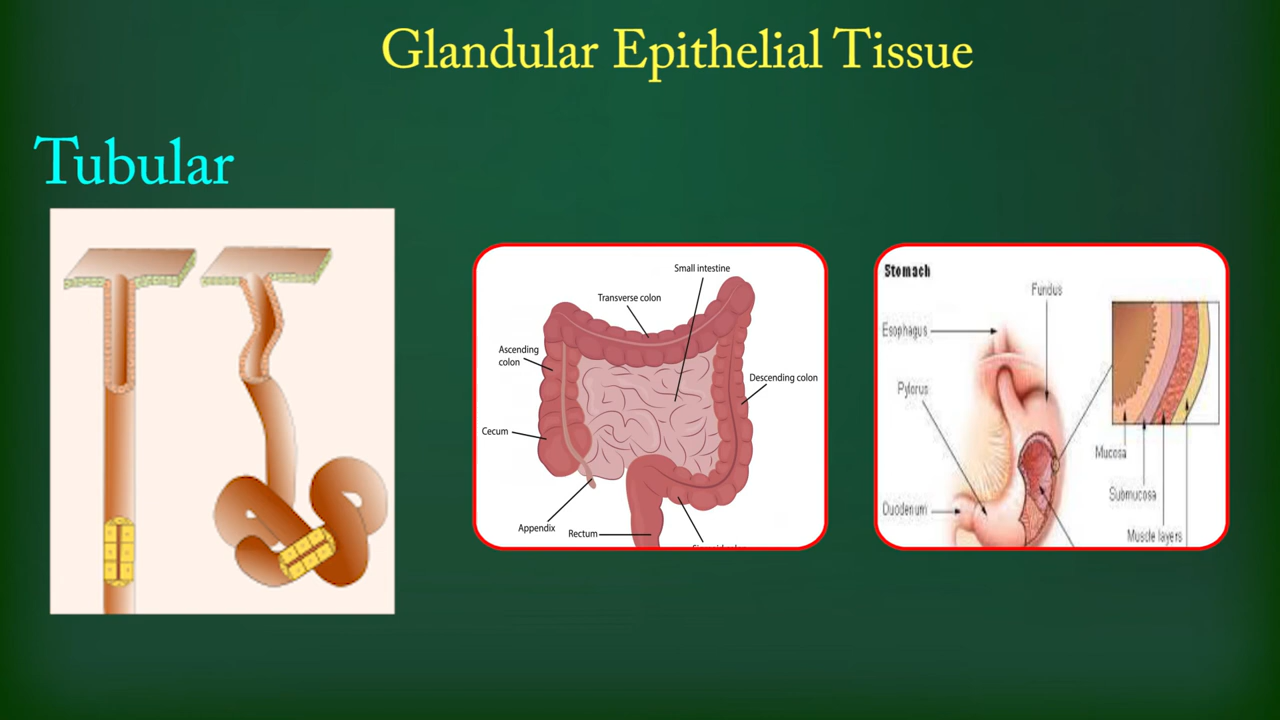 Glandular Epithelial Tissue
Tubular
Small intestine
Transverse colon
Ascending
colon
Descending colon
Cecum
Appendix
Rectum
Stomach
Fundus
Esophagus
Pylorus
Mucosa
Submucosa
Duodenum
Muscle layers